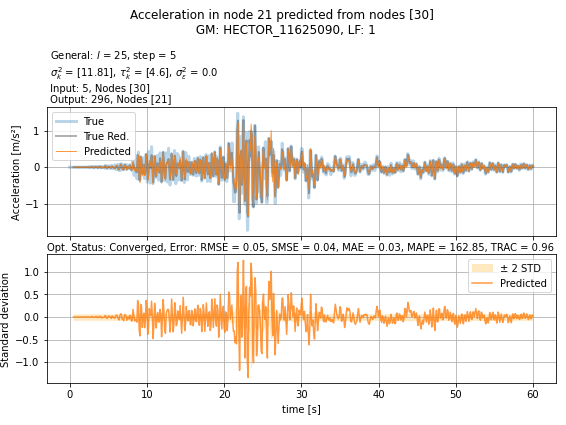 Acceleration in node 21 predicted from nodes [30]
GM: HECTOR_11625090, LF: 1
General: l = 25, step = 5
σ²ₖ = [11.81], τ²ₖ = [4.6], σ²ε = 0.0
Input: 5, Nodes [30]
Output: 296, Nodes [21]
Acceleration [m/s²]
1
0
−1
True
True Red.
Predicted
Opt. Status: Converged, Error: RMSE = 0.05, SMSE = 0.04, MAE = 0.03, MAPE = 162.85, TRAC = 0.96
Standard deviation
1.0
0.5
0.0
−0.5
−1.0
± 2 STD
Predicted
0 10 20 30 40 50 60
time [s]